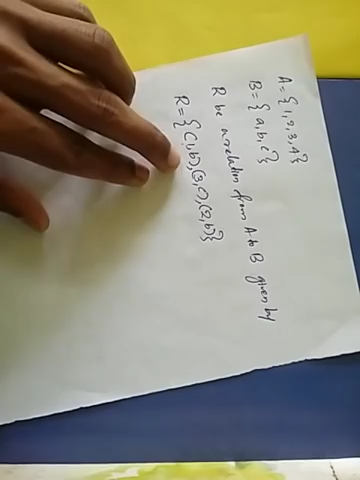 A = {1, 2, 3, 4}
B = {a, b, c}
R be a relation from A to B given by
R = {(1, b), (3, c), (2, b)}